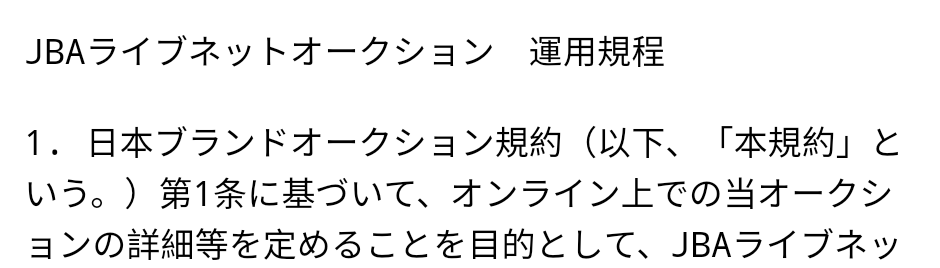 JBAライブネットオークション　運用規程
1．日本ブランドオークション規約（以下、「本規約」と
いう。）第1条に基づいて、オンライン上での当オークシ
ョンの詳細等を定めることを目的として、JBAライブネッ